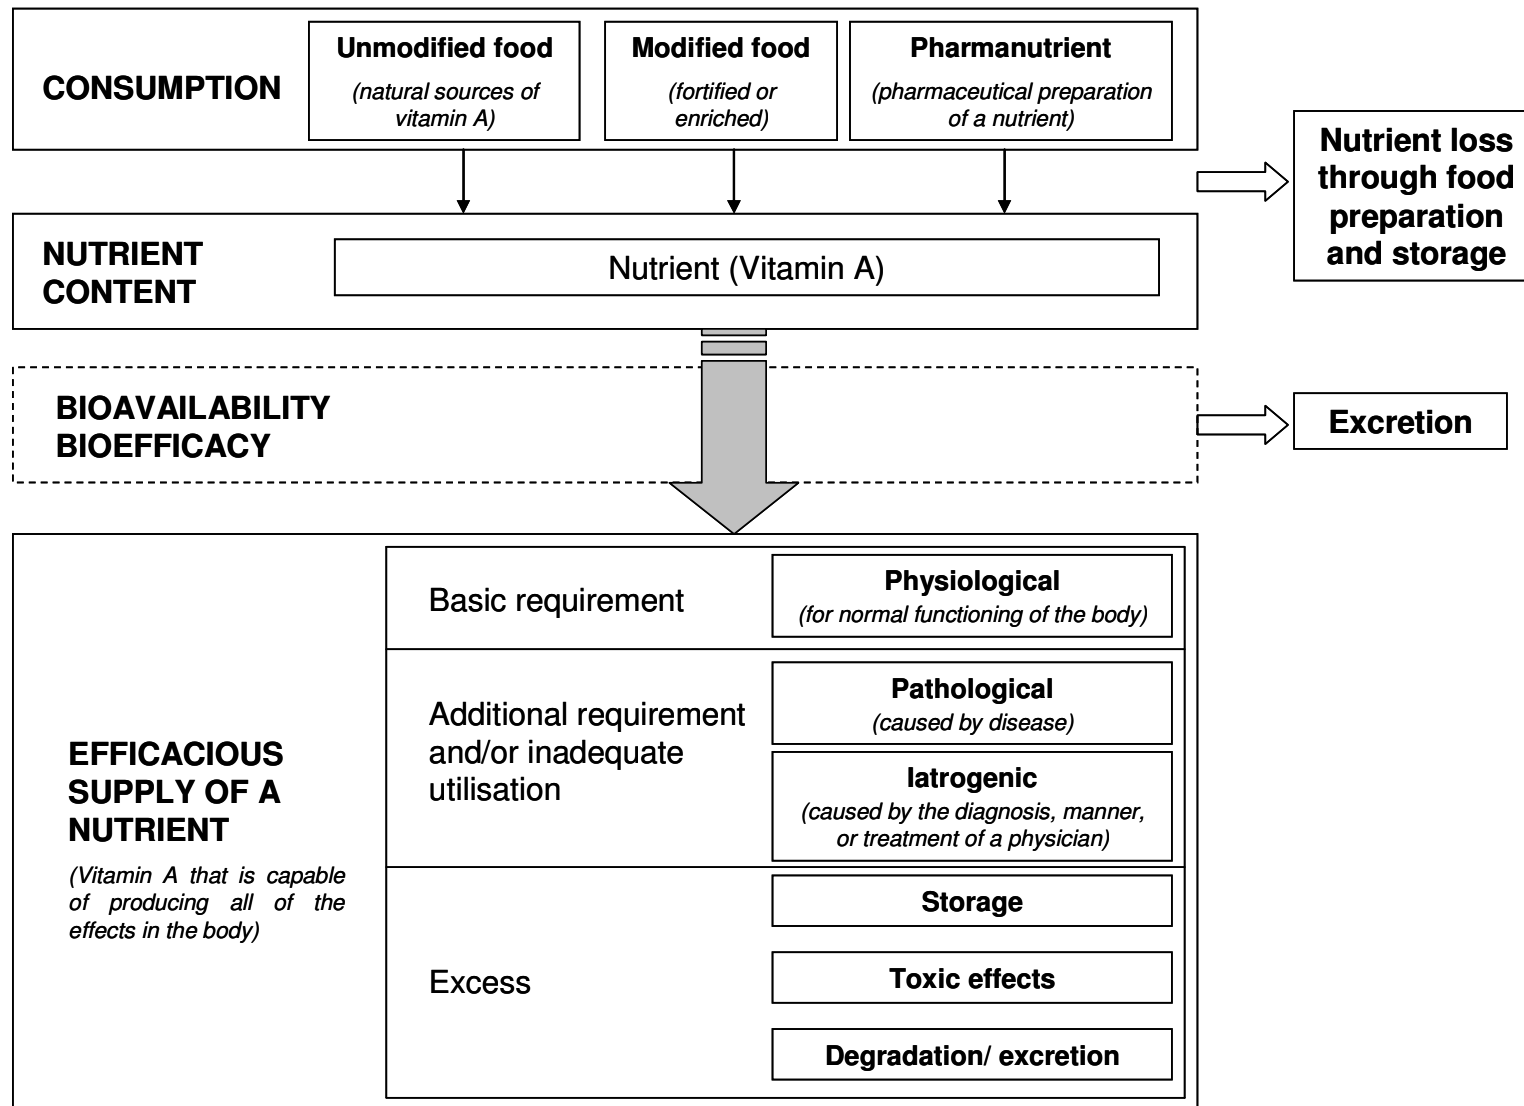 CONSUMPTION
Unmodified food
(natural sources of
vitamin A)
Modified food
(fortified or
enriched)
Pharmanutrient
(pharmaceutical preparation
of a nutrient)
Nutrient loss
through food
preparation
and storage
NUTRIENT
CONTENT
Nutrient (Vitamin A)
BIOAVAILABILITY
BIOEFFICACY
Excretion
EFFICACIOUS
SUPPLY OF A
NUTRIENT
(Vitamin A that is capable
of producing all of the
effects in the body)
Basic requirement
Physiological
(for normal functioning of the body)
Additional requirement
and/or inadequate
utilisation
Pathological
(caused by disease)
Iatrogenic
(caused by the diagnosis, manner,
or treatment of a physician)
Excess
Storage
Toxic effects
Degradation/ excretion